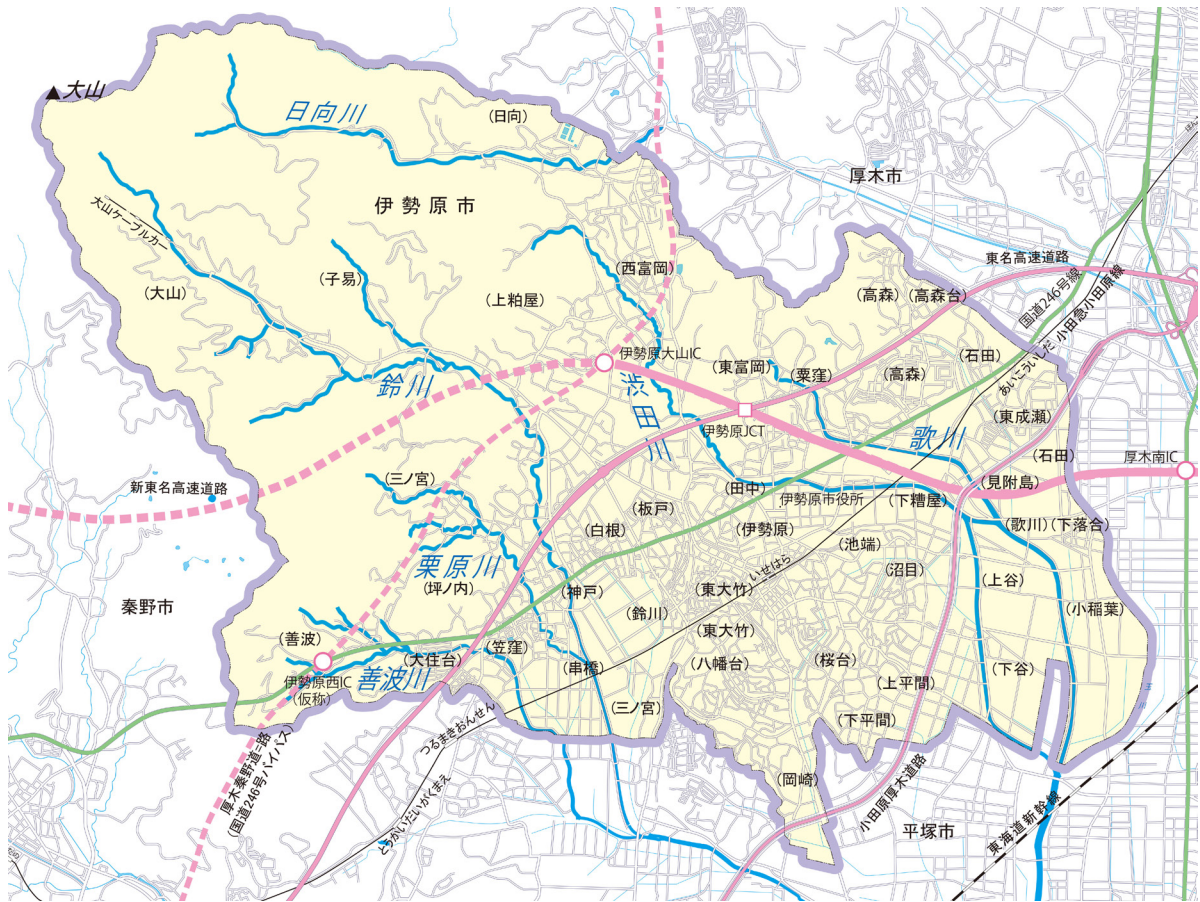 ▲大山
日向川
(日向)
厚木市
伊勢原市
大山ケーブルカー
(大山)
(子易)
(上粕屋)
(西富岡)
東名高速道路
国道246号線
小田急小田原線
(高森)
(高森台)
伊勢原大山IC
(東富岡)
(粟窪)
(高森)
(石田)
あいこういしだ
鈴川
渋田川
伊勢原JCT
歌川
(東成瀬)
(石田)
厚木南IC
新東名高速道路
(三ノ宮)
(田中)
伊勢原市役所
(下糟屋)
(見附島)
(板戸)
(白根)
(伊勢原)
(池端)
(歌川)
(下落合)
栗原川
(坪ノ内)
(神戸)
いせはら
(沼目)
(上谷)
秦野市
(鈴川)
(東大竹)
(小稲葉)
(善波)
(笠窪)
(東大竹)
(大住台)
(串橋)
(八幡台)
(桜台)
(下谷)
伊勢原西IC
(仮称)
善波川
(上平間)
(三ノ宮)
(下平間)
玉川
つるまきおんせん
厚木秦野道=路
(国道246号バイパス)
(岡崎)
とうかいだいがくまえ
小田原厚木道路
平塚市
東海道新幹線